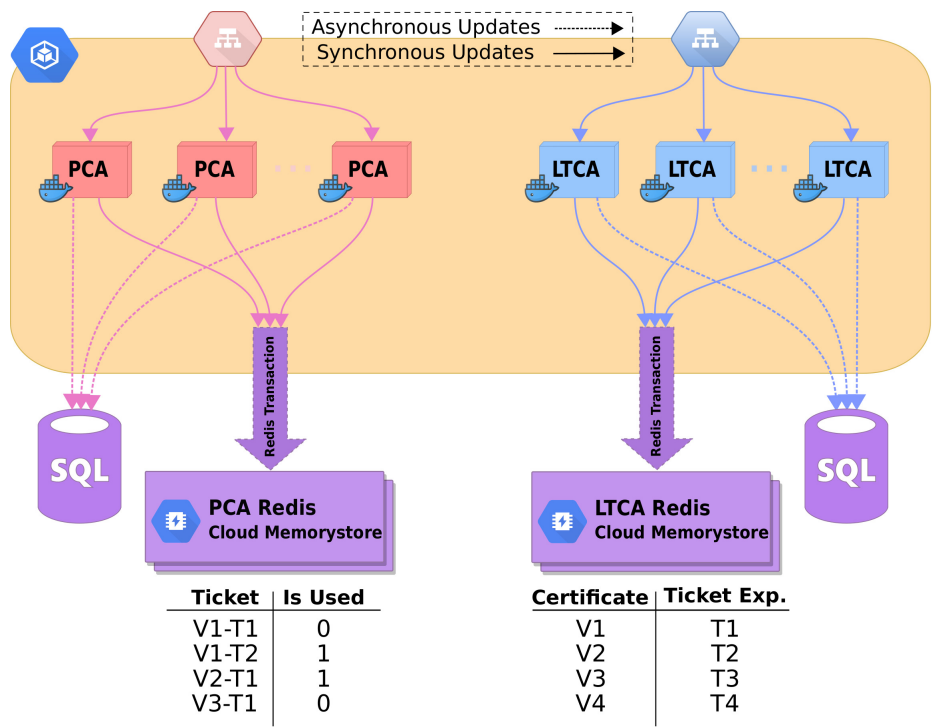 Asynchronous Updates
Synchronous Updates
PCA
PCA
PCA
LTCA
LTCA
LTCA
Redis Transaction
Redis Transaction
SQL
SQL
PCA Redis
Cloud Memorystore
LTCA Redis
Cloud Memorystore
Ticket Is Used
V1-T1 0
V1-T2 1
V2-T1 1
V3-T1 0
Certificate Ticket Exp.
V1 T1
V2 T2
V3 T3
V4 T4